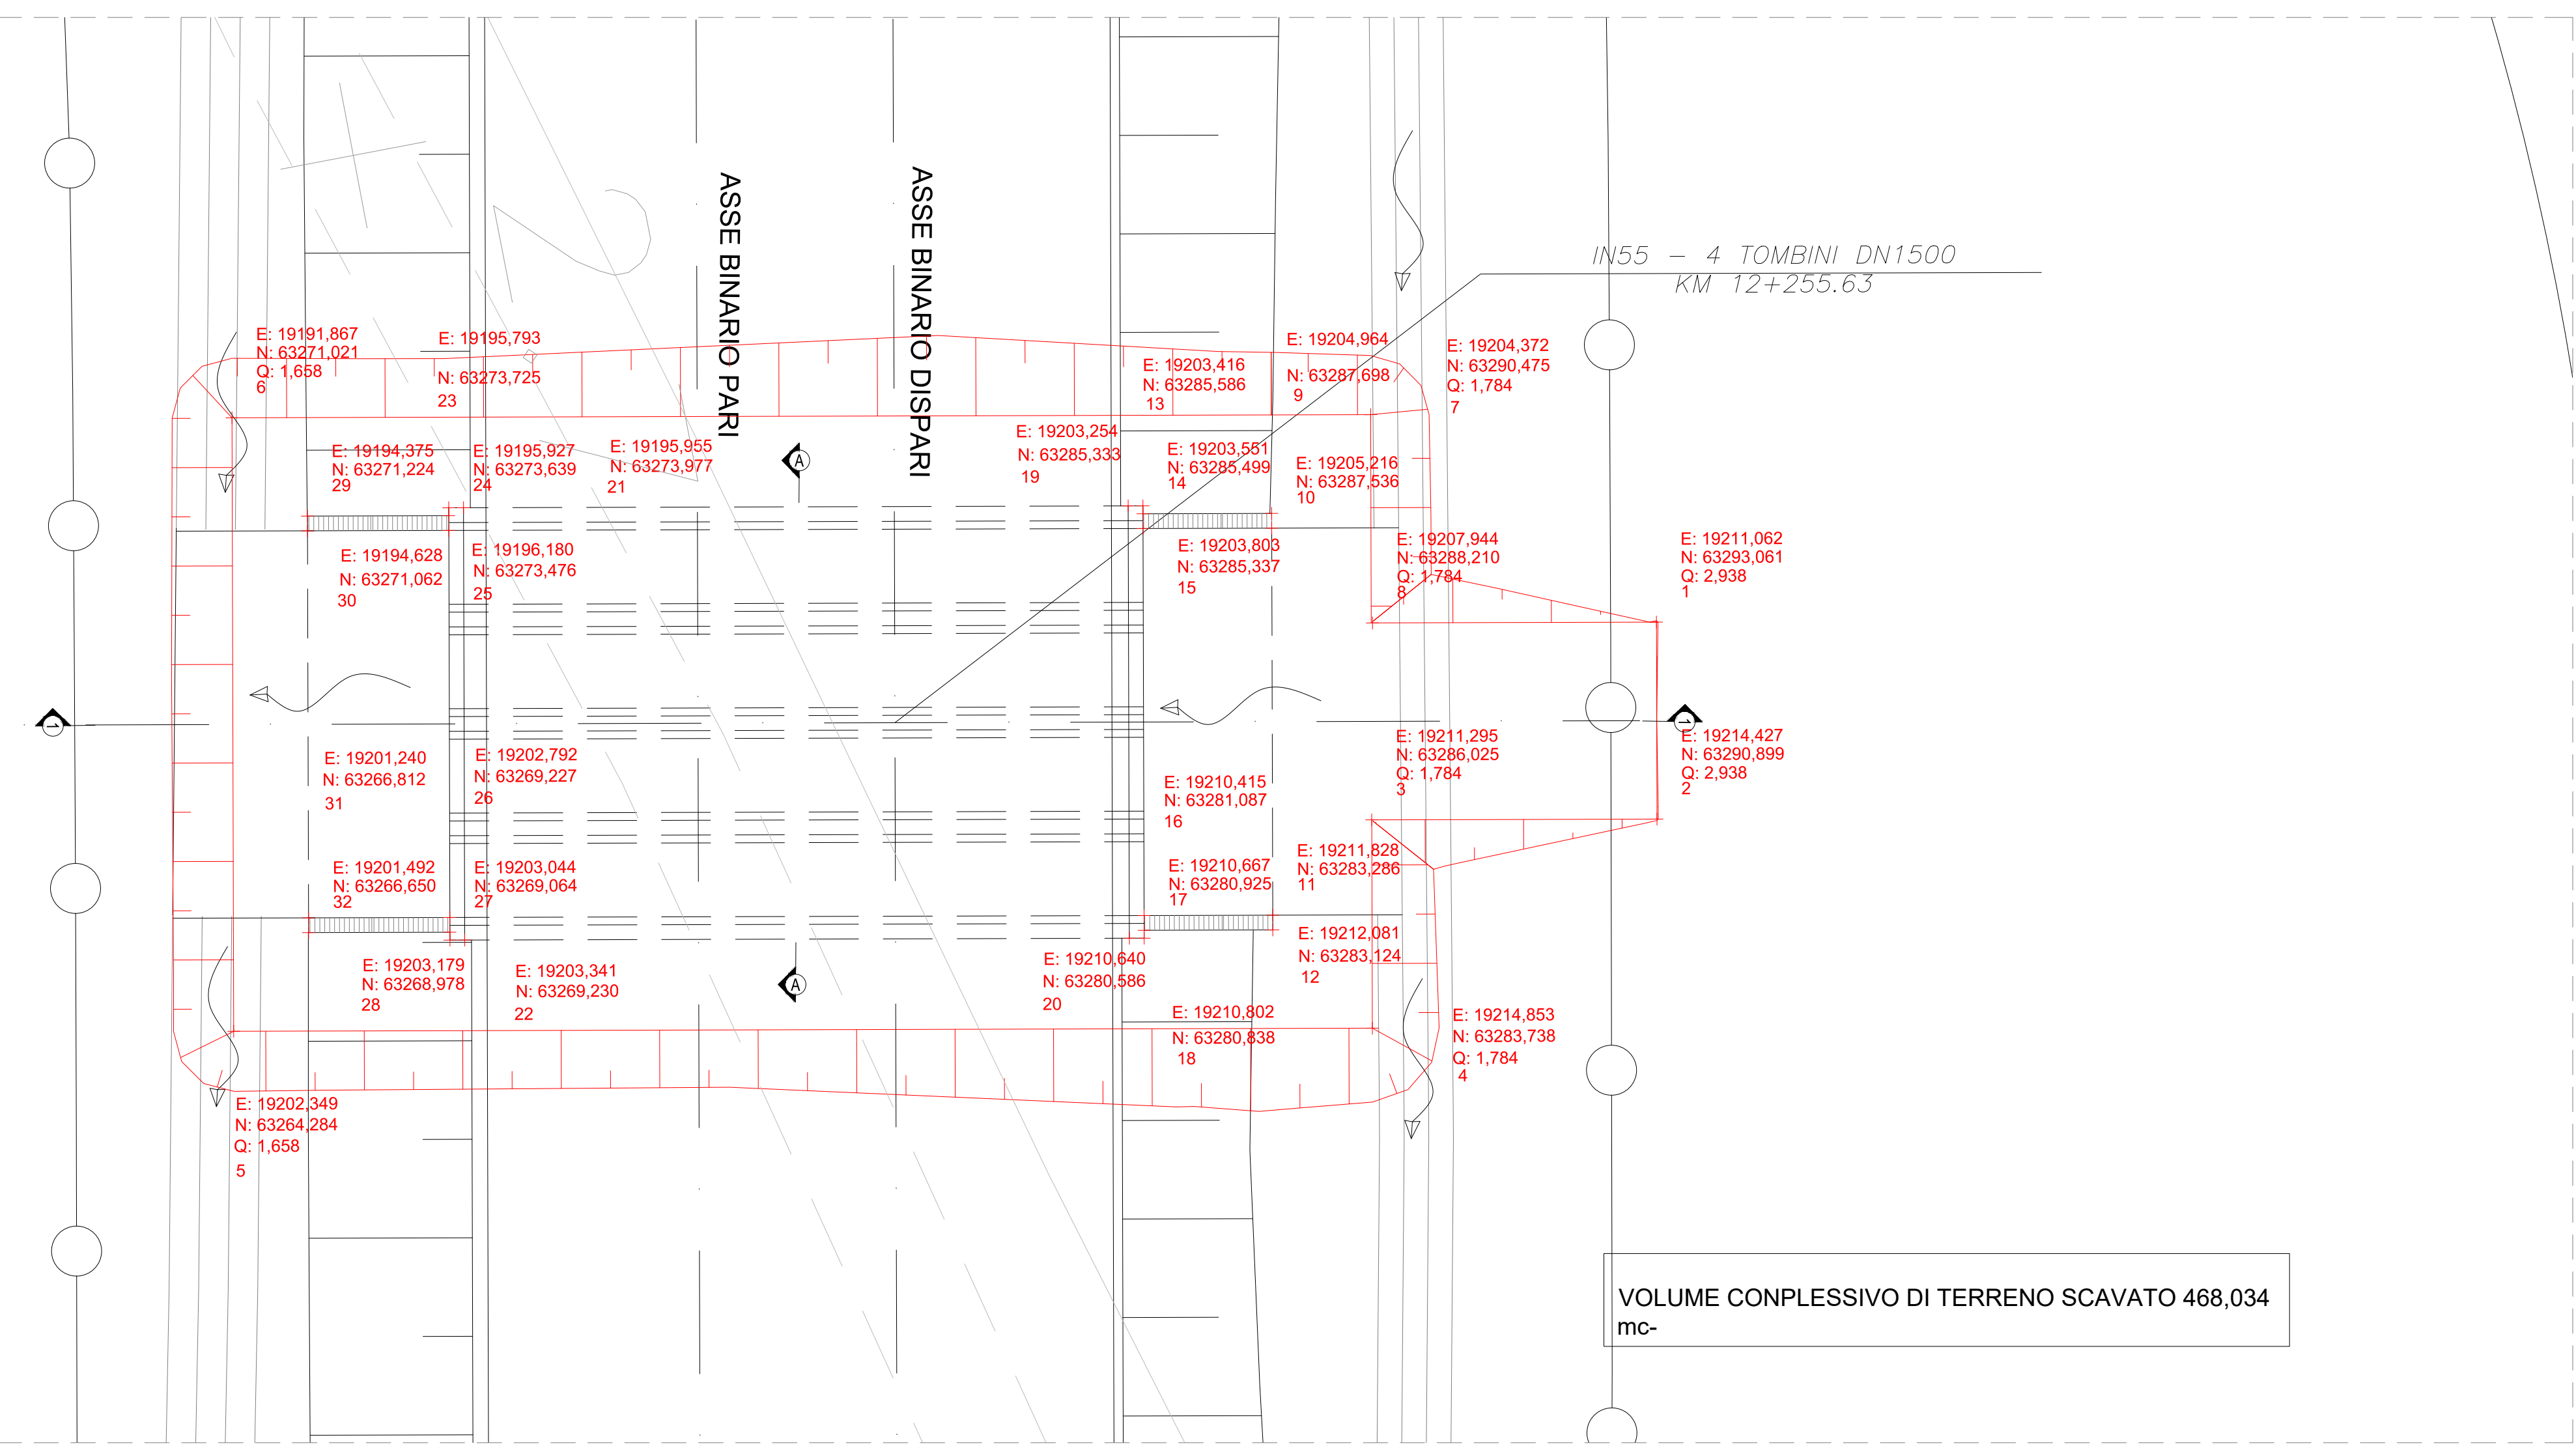 ASSE BINARIO PARI
ASSE BINARIO DISPARI
IN55 - 4 TOMBINI DN1500
KM 12+255.63
E: 19191,867
N: 63271,021
Q: 1,658
6
E: 19195,793
N: 63273,725
23
E: 19203,416
N: 63285,586
13
E: 19204,964
N: 63287,698
9
E: 19204,372
N: 63290,475
Q: 1,784
7
E: 19194,375
N: 63271,224
29
E: 19195,927
N: 63273,639
24
E: 19195,955
N: 63273,977
21
A
E: 19203,254
N: 63285,333
19
E: 19203,551
N: 63285,499
14
E: 19205,216
N: 63287,536
10
E: 19194,628
N: 63271,062
30
E: 19196,180
N: 63273,476
25
E: 19203,803
N: 63285,337
15
E: 19207,944
N: 63288,210
Q: 1,784
8
E: 19211,062
N: 63293,061
Q: 2,938
1
1
1
E: 19201,240
N: 63266,812
31
E: 19202,792
N: 63269,227
26
E: 19210,415
N: 63281,087
16
E: 19211,295
N: 63286,025
Q: 1,784
3
E: 19214,427
N: 63290,899
Q: 2,938
2
E: 19201,492
N: 63266,650
32
E: 19203,044
N: 63269,064
27
E: 19210,667
N: 63280,925
17
E: 19211,828
N: 63283,286
11
E: 19203,179
N: 63268,978
28
E: 19203,341
N: 63269,230
22
A
E: 19210,640
N: 63280,586
20
E: 19212,081
N: 63283,124
12
E: 19210,802
N: 63280,838
18
E: 19214,853
N: 63283,738
Q: 1,784
4
E: 19202,349
N: 63264,284
Q: 1,658
5
VOLUME CONPLESSIVO DI TERRENO SCAVATO 468,034
mc-